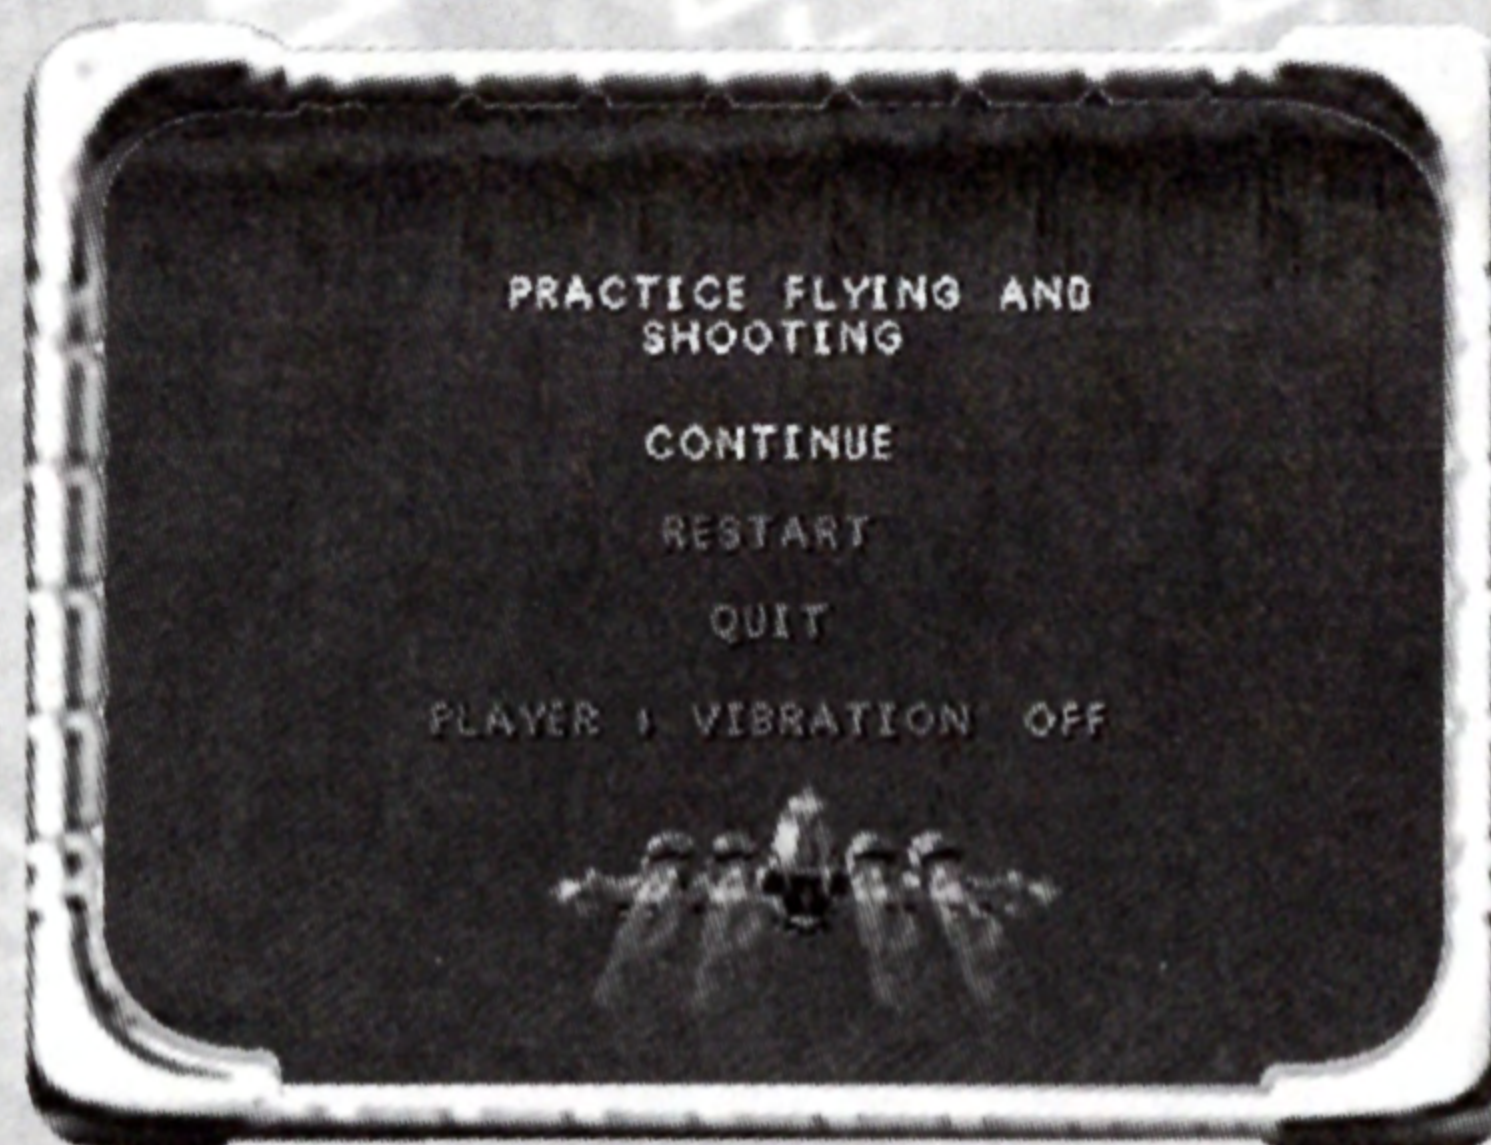 PRACTICE FLYING AND
SHOOTING
CONTINUE
RESTART
QUIT
PLAYER 1 VIBRATION OFF